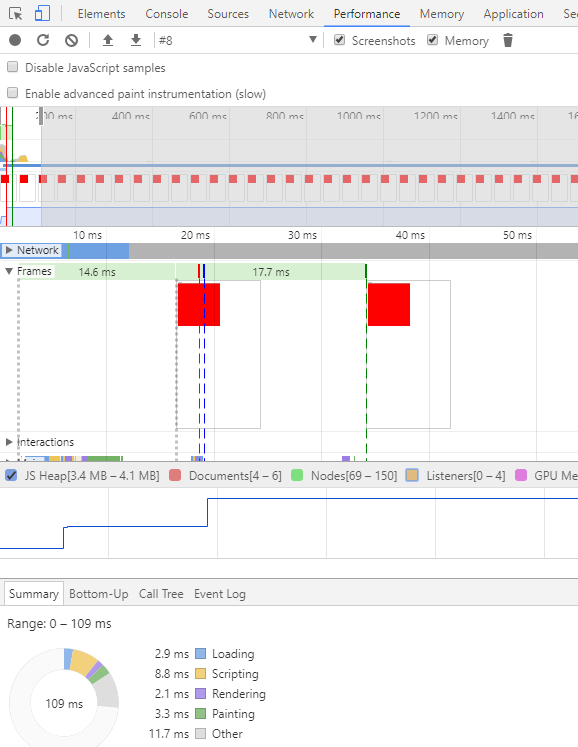 Elements Console Sources Network Performance Memory Application Se
#8 Screenshots Memory
Disable JavaScript samples
Enable advanced paint instrumentation (slow)
200 ms 400 ms 600 ms 800 ms 1000 ms 1200 ms 1400 ms 16
10 ms 20 ms 30 ms 40 ms 50 ms
Network
Frames 14.6 ms 17.7 ms
Interactions
JS Heap[3.4 MB – 4.1 MB] Documents[4 – 6] Nodes[69 – 150] Listeners[0 – 4] GPU Me
Summary Bottom-Up Call Tree Event Log
Range: 0 – 109 ms
109 ms
2.9 ms Loading
8.8 ms Scripting
2.1 ms Rendering
3.3 ms Painting
11.7 ms Other